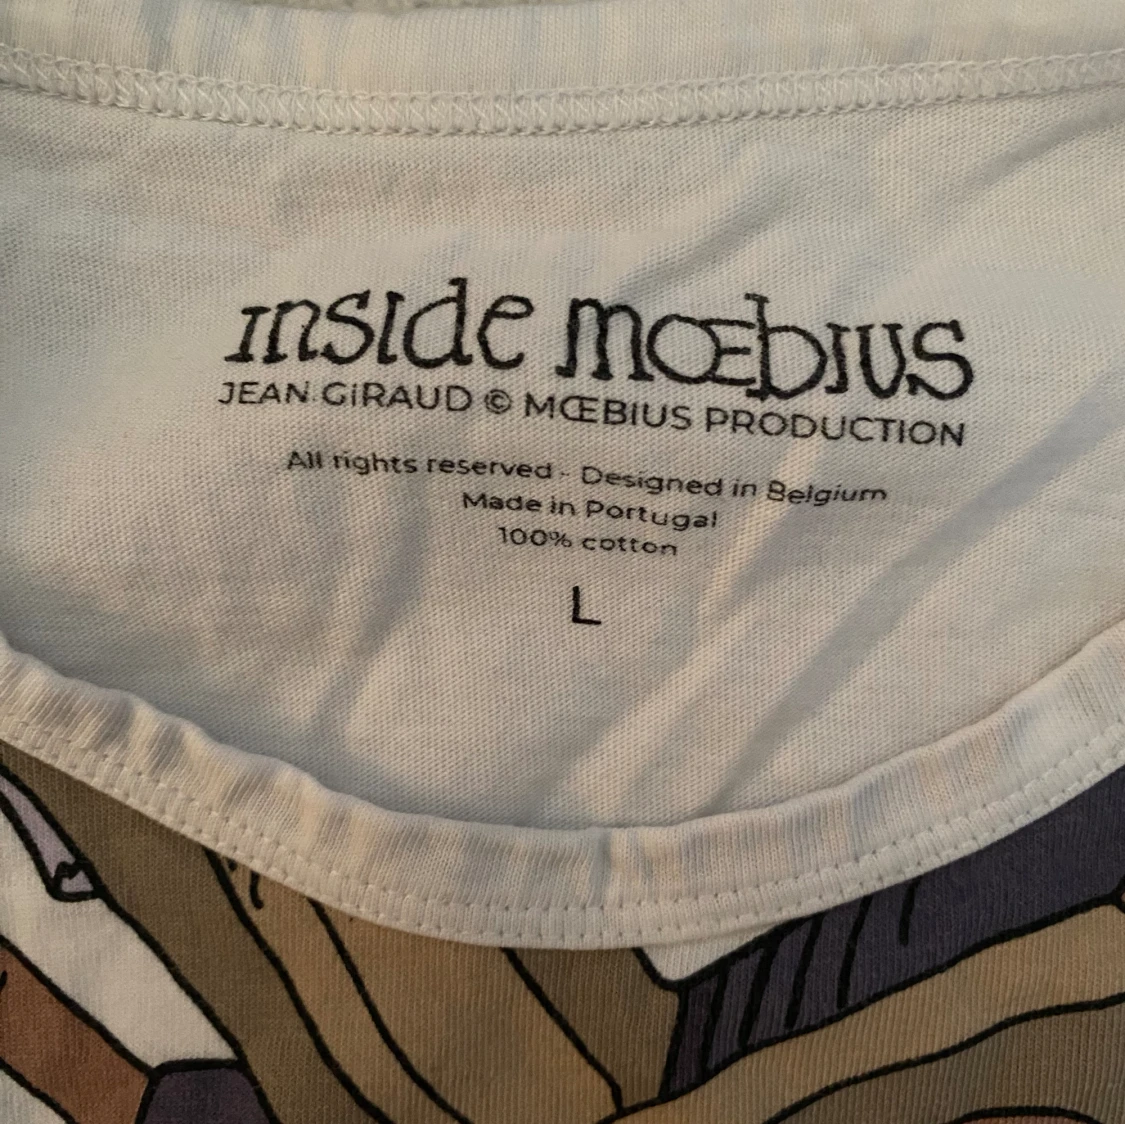 Inside mœbius
JEAN GiRAUD © MŒBIUS PRODUCTION
All rights reserved - Designed in Belgium
Made in Portugal
100% cotton
L